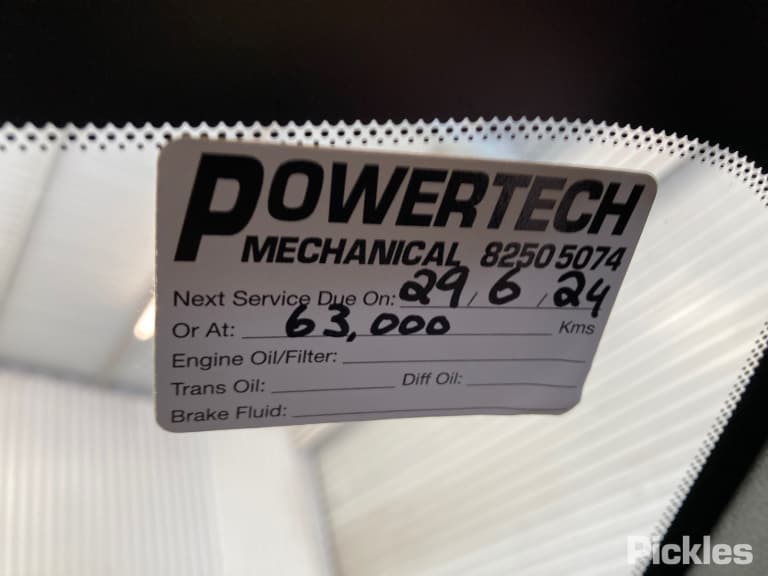 POWERTECH
MECHANICAL 8250 5074
Next Service Due On: 29/6/24
Or At: 63,000 Kms
Engine Oil/Filter:
Trans Oil: Diff Oil:
Brake Fluid:
Pickles